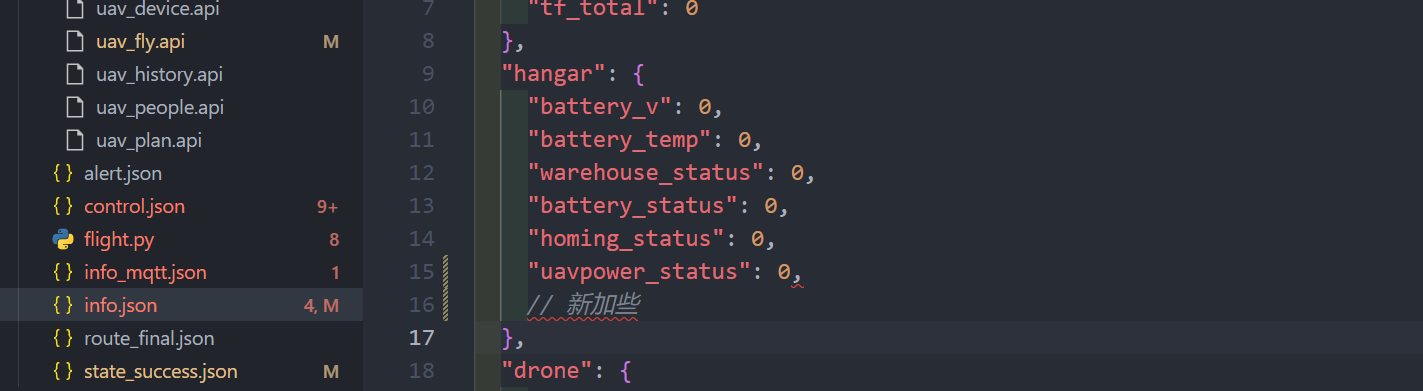 uav_device.api
uav_fly.api M
uav_history.api
uav_people.api
uav_plan.api
{ } alert.json
{ } control.json 9+
flight.py 8
{ } info_mqtt.json 1
{ } info.json 4, M
{ } route_final.json
{ } state_success.json M
7 "tf_total": 0
8 },
9 "hangar": {
10 "battery_v": 0,
11 "battery_temp": 0,
12 "warehouse_status": 0,
13 "battery_status": 0,
14 "homing_status": 0,
15 "uavpower_status": 0,
16 // 新加些
17 },
18 "drone": {